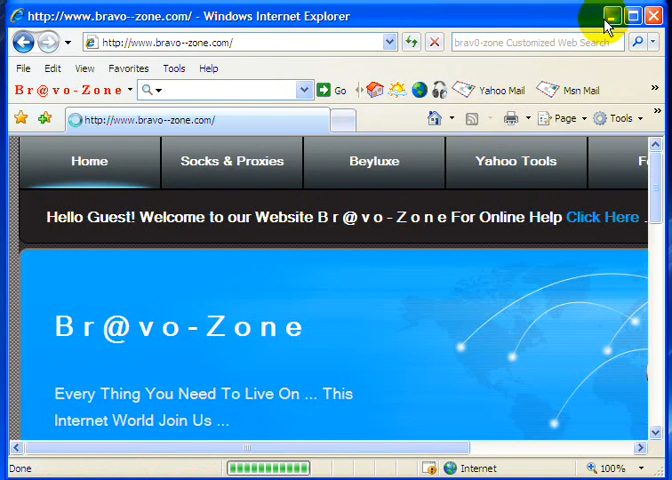 http://www.bravo--zone.com/ - Windows Internet Explorer
http://www.bravo--zone.com/
brav0-zone Customized Web Search
File Edit View Favorites Tools Help
Br@vo-Zone Go Yahoo Mail Msn Mail
http://www.bravo--zone.com/ Page Tools
Home Socks & Proxies Beyluxe Yahoo Tools
Hello Guest! Welcome to our Website B r @ v o - Z o n e For Online Help Click Here ..
B r @ v o - Z o n e
Every Thing You Need To Live On ... This
Internet World Join Us ...
Done Internet 100%